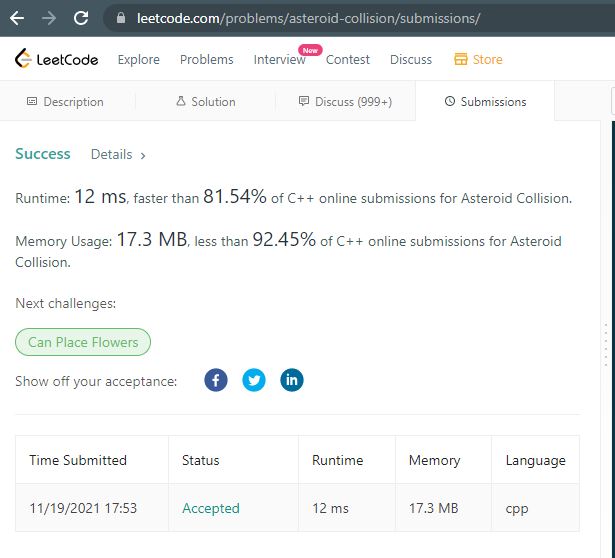 leetcode.com/problems/asteroid-collision/submissions/
LeetCode Explore Problems Interview New Contest Discuss Store
Description Solution Discuss (999+) Submissions
Success Details >
Runtime: 12 ms, faster than 81.54% of C++ online submissions for Asteroid Collision.
Memory Usage: 17.3 MB, less than 92.45% of C++ online submissions for Asteroid
Collision.
Next challenges:
Can Place Flowers
Show off your acceptance: f in
Time Submitted Status Runtime Memory Language
11/19/2021 17:53 Accepted 12 ms 17.3 MB cpp